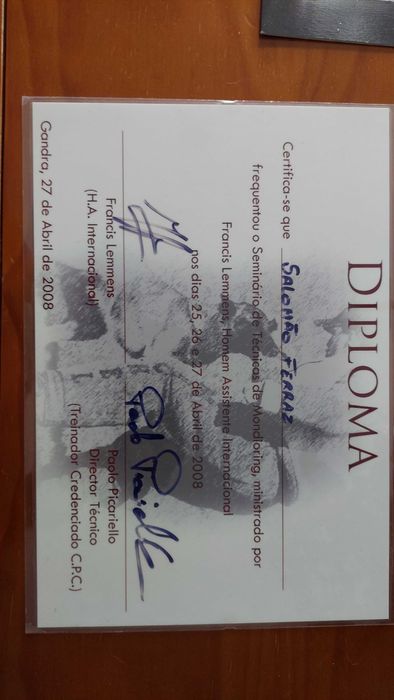 DIPLOMA
Certifica-se que SALOMÃO FERRAZ
frequentou o Seminário de Técnicas de Mondioring, ministrado por
Francis Lemmens, Homem Assistente Internacional
nos dias 25, 26 e 27 de Abril de 2008
Francis Lemmens
(H.A. Internacional)
Paolo Picariello
Director Técnico
(Treinador Credenciado C.P.C.)
Gandra, 27 de Abril de 2008